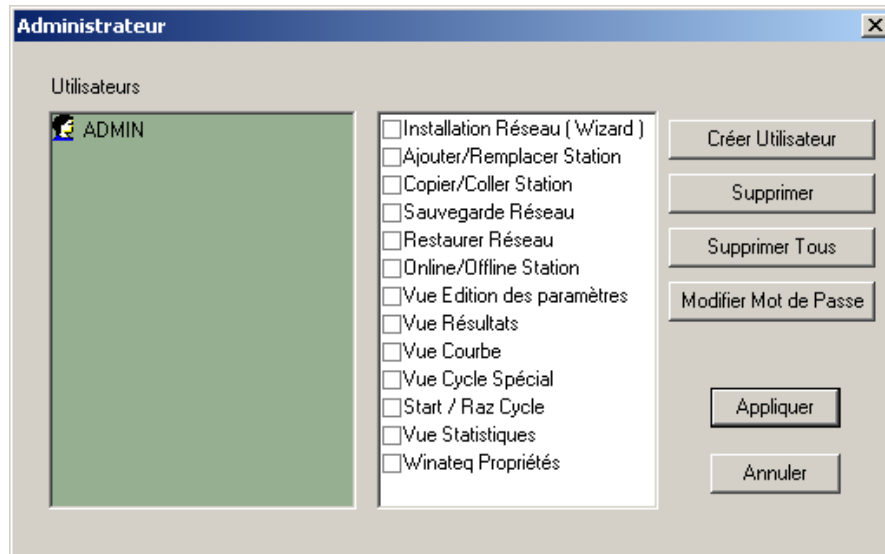 Administrateur
Utilisateurs
ADMIN
Installation Réseau ( Wizard )
Ajouter/Remplacer Station
Copier/Coller Station
Sauvegarde Réseau
Restaurer Réseau
Online/Offline Station
Vue Edition des paramètres
Vue Résultats
Vue Courbe
Vue Cycle Spécial
Start / Raz Cycle
Vue Statistiques
Winateq Propriétés
Créer Utilisateur
Supprimer
Supprimer Tous
Modifier Mot de Passe
Appliquer
Annuler